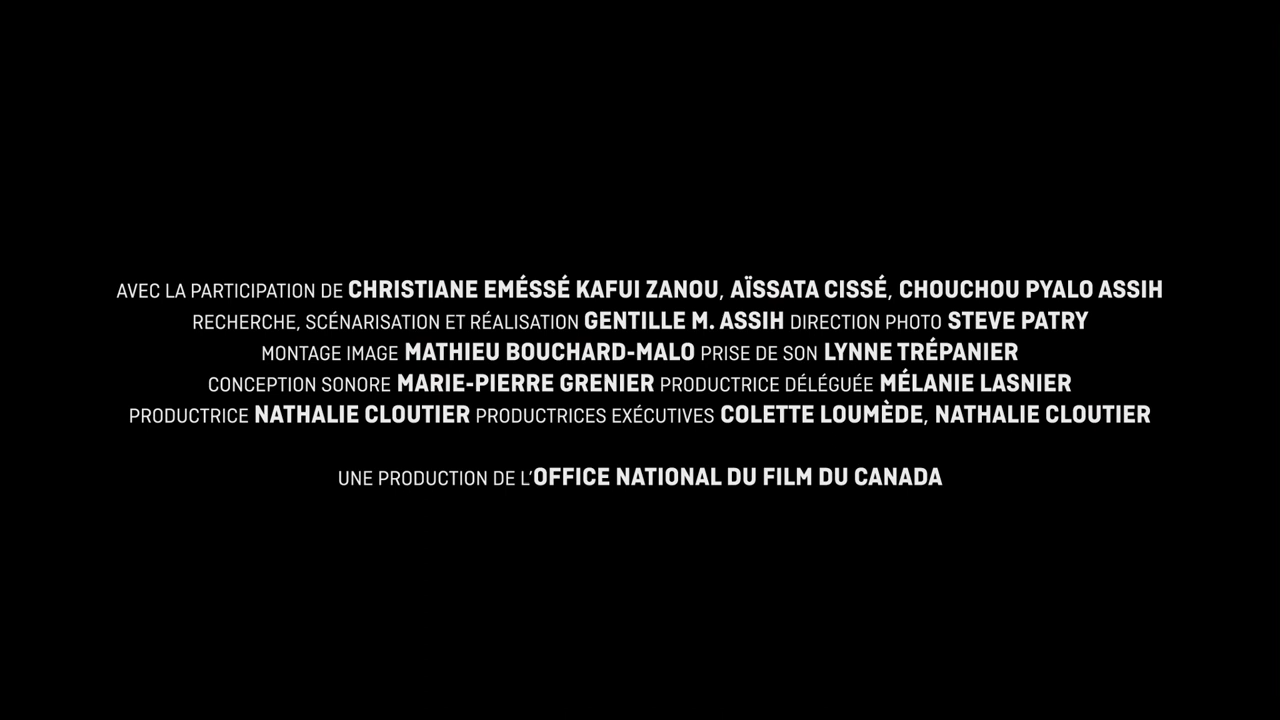 AVEC LA PARTICIPATION DE CHRISTIANE EMÉSSÉ KAFUI ZANOU, AÏSSATA CISSÉ, CHOUCHOU PYALO ASSIH
RECHERCHE, SCÉNARISATION ET RÉALISATION GENTILLE M. ASSIH DIRECTION PHOTO STEVE PATRY
MONTAGE IMAGE MATHIEU BOUCHARD-MALO PRISE DE SON LYNNE TRÉPANIER
CONCEPTION SONORE MARIE-PIERRE GRENIER PRODUCTRICE DÉLÉGUÉE MÉLANIE LASNIER
PRODUCTRICE NATHALIE CLOUTIER PRODUCTRICES EXÉCUTIVES COLETTE LOUMÈDE, NATHALIE CLOUTIER
UNE PRODUCTION DE L’OFFICE NATIONAL DU FILM DU CANADA